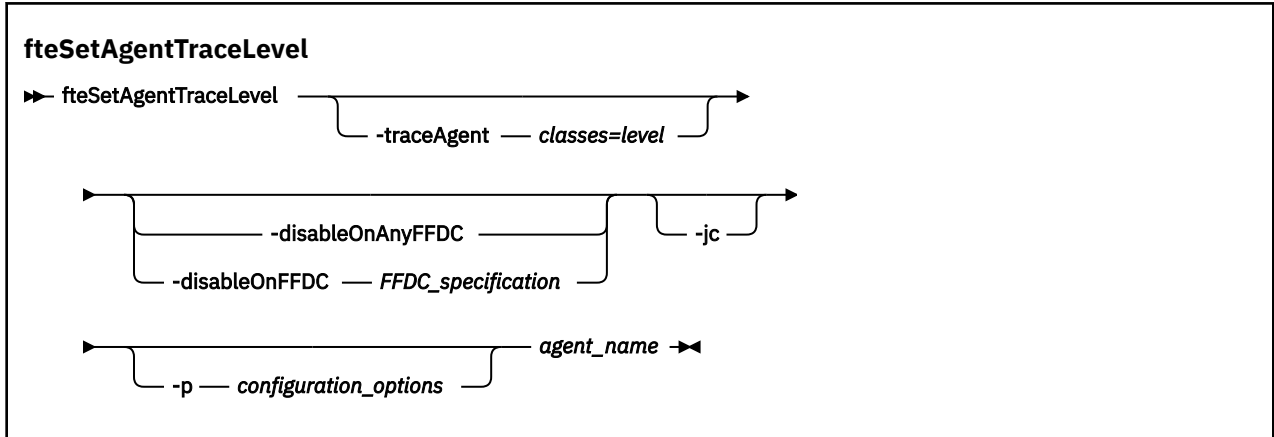 fteSetAgentTraceLevel
fteSetAgentTraceLevel
-traceAgent classes=level
-disableOnAnyFFDC
-jc
-disableOnFFDC FFDC_specification
agent_name
-p configuration_options